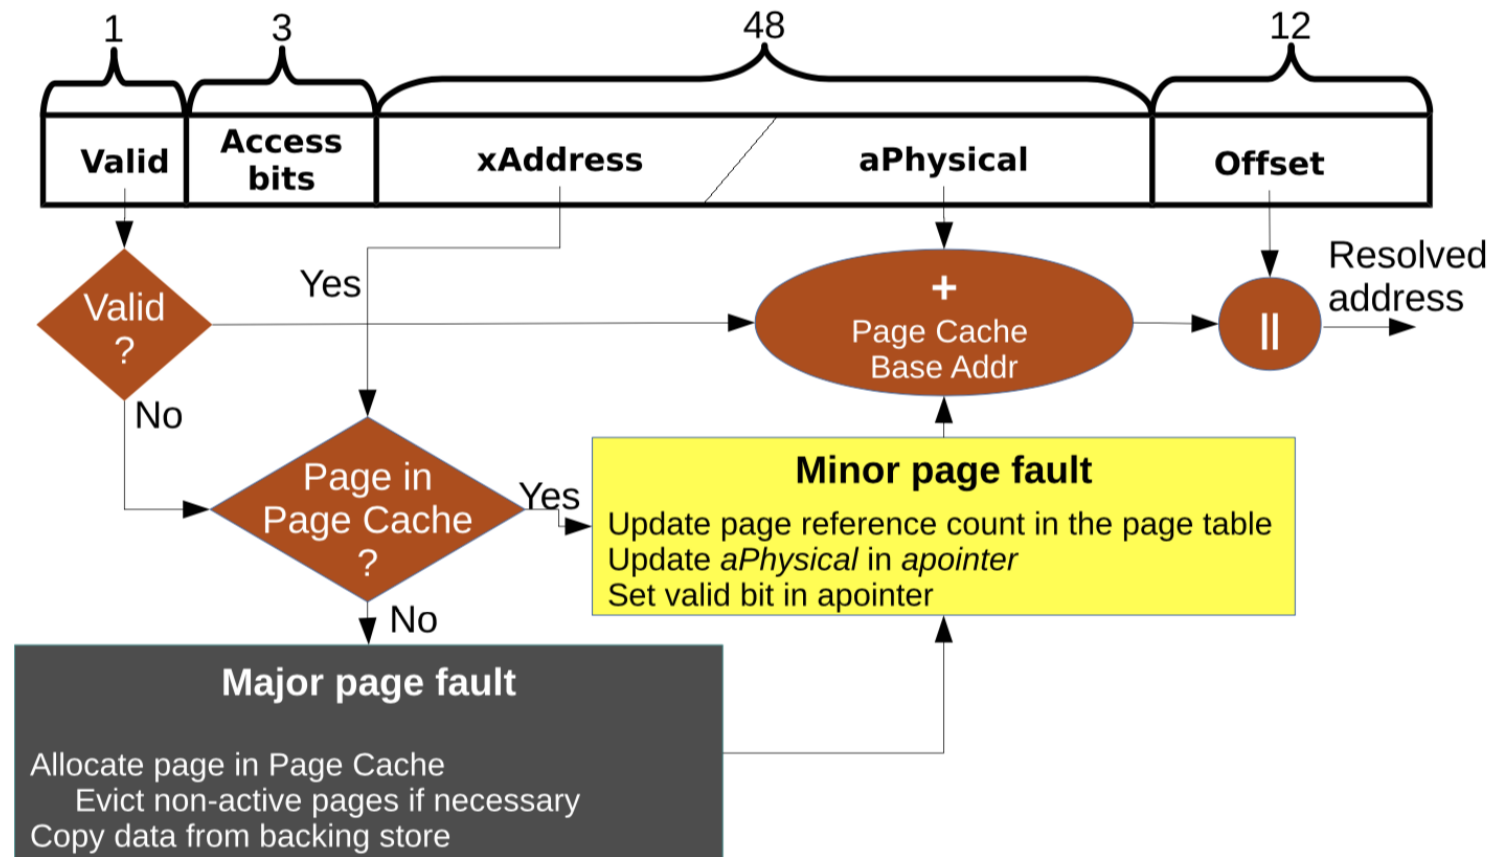 1
3
48
12
Valid
Access
bits
xAddress
aPhysical
Offset
Valid
?
Yes
+
Page Cache
Base Addr
||
Resolved
address
No
Page in
Page Cache
?
Yes
Minor page fault
Update page reference count in the page table
Update aPhysical in apointer
Set valid bit in apointer
No
Major page fault
Allocate page in Page Cache
Evict non-active pages if necessary
Copy data from backing store